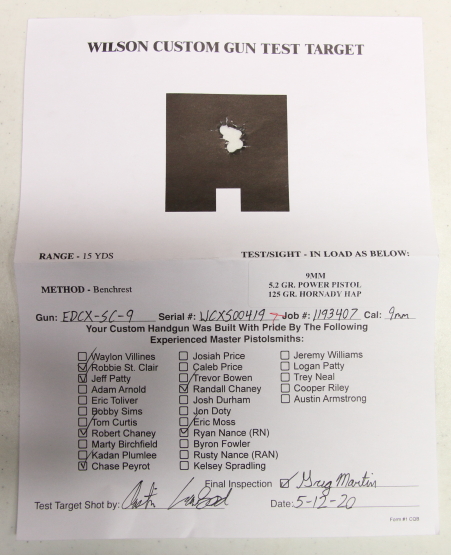 WILSON CUSTOM GUN TEST TARGET
RANGE - 15 YDS TEST/SIGHT - IN LOAD AS BELOW:
9MM
5.2 GR. POWER PISTOL
METHOD - Benchrest 125 GR. HORNADY HAP
Gun: EDCX-SC-9 Serial #: WCX500419 Job #: 1193407 Cal: 9mm
Your Custom Handgun Was Built With Pride By The Following
Experienced Master Pistolsmiths:
Waylon Villines Josiah Price Jeremy Williams
Robbie St. Clair Caleb Price Logan Patty
Jeff Patty Trevor Bowen Trey Neal
Adam Arnold Randall Chaney Cooper Riley
Eric Toliver Josh Durham Austin Armstrong
Bobby Sims Jon Doty
Tom Curtis Eric Moss
Robert Chaney Ryan Nance (RN)
Marty Birchfield Byron Fowler
Kadan Plumlee Rusty Nance (RAN)
Chase Peyrot Kelsey Spradling
Final Inspection Greg Martin
Test Target Shot by: Date: 5-12-20